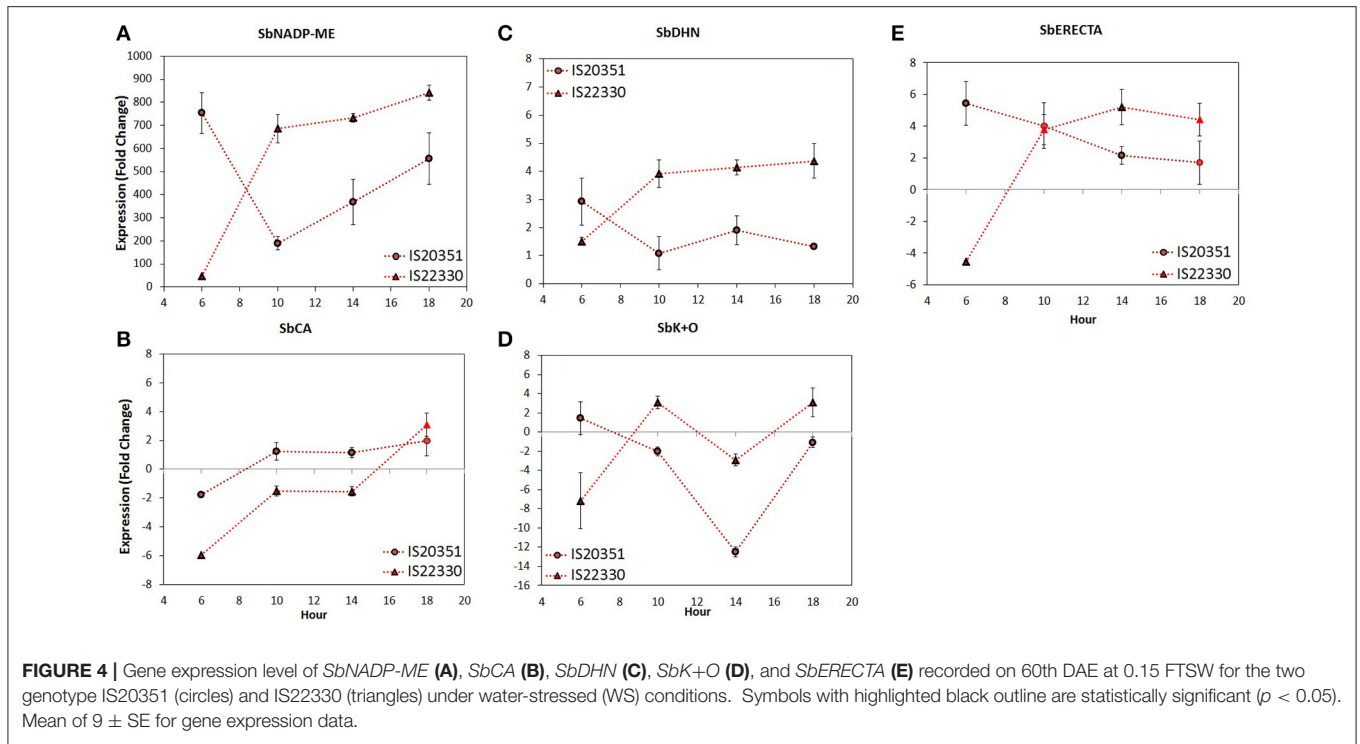 A
SbNADP-ME
Expression (Fold Change)
1000
900
800
700
600
500
400
300
200
100
0
4 6 8 10 12 14 16 18 20
IS20351
IS22330
B
SbCA
Expression (Fold Change)
8
6
4
2
0
-2
-4
-6
-8
4 6 8 10 12 14 16 18 20
Hour
IS20351
IS22330
C
SbDHN
8
7
6
5
4
3
2
1
0
4 6 8 10 12 14 16 18 20
IS20351
IS22330
D
SbK+O
8
6
4
2
0
-2
-4
-6
-8
-10
-12
-14
-16
4 6 8 10 12 14 16 18 20
Hour
IS20351
IS22330
E
SbERECTA
8
6
4
2
0
-2
-4
-6
4 6 8 10 12 14 16 18 20
Hour
IS20351
IS22330
FIGURE 4 | Gene expression level of SbNADP-ME (A), SbCA (B), SbDHN (C), SbK+O (D), and SbERECTA (E) recorded on 60th DAE at 0.15 FTSW for the two
genotype IS20351 (circles) and IS22330 (triangles) under water-stressed (WS) conditions. Symbols with highlighted black outline are statistically significant (p < 0.05).
Mean of 9 ± SE for gene expression data.